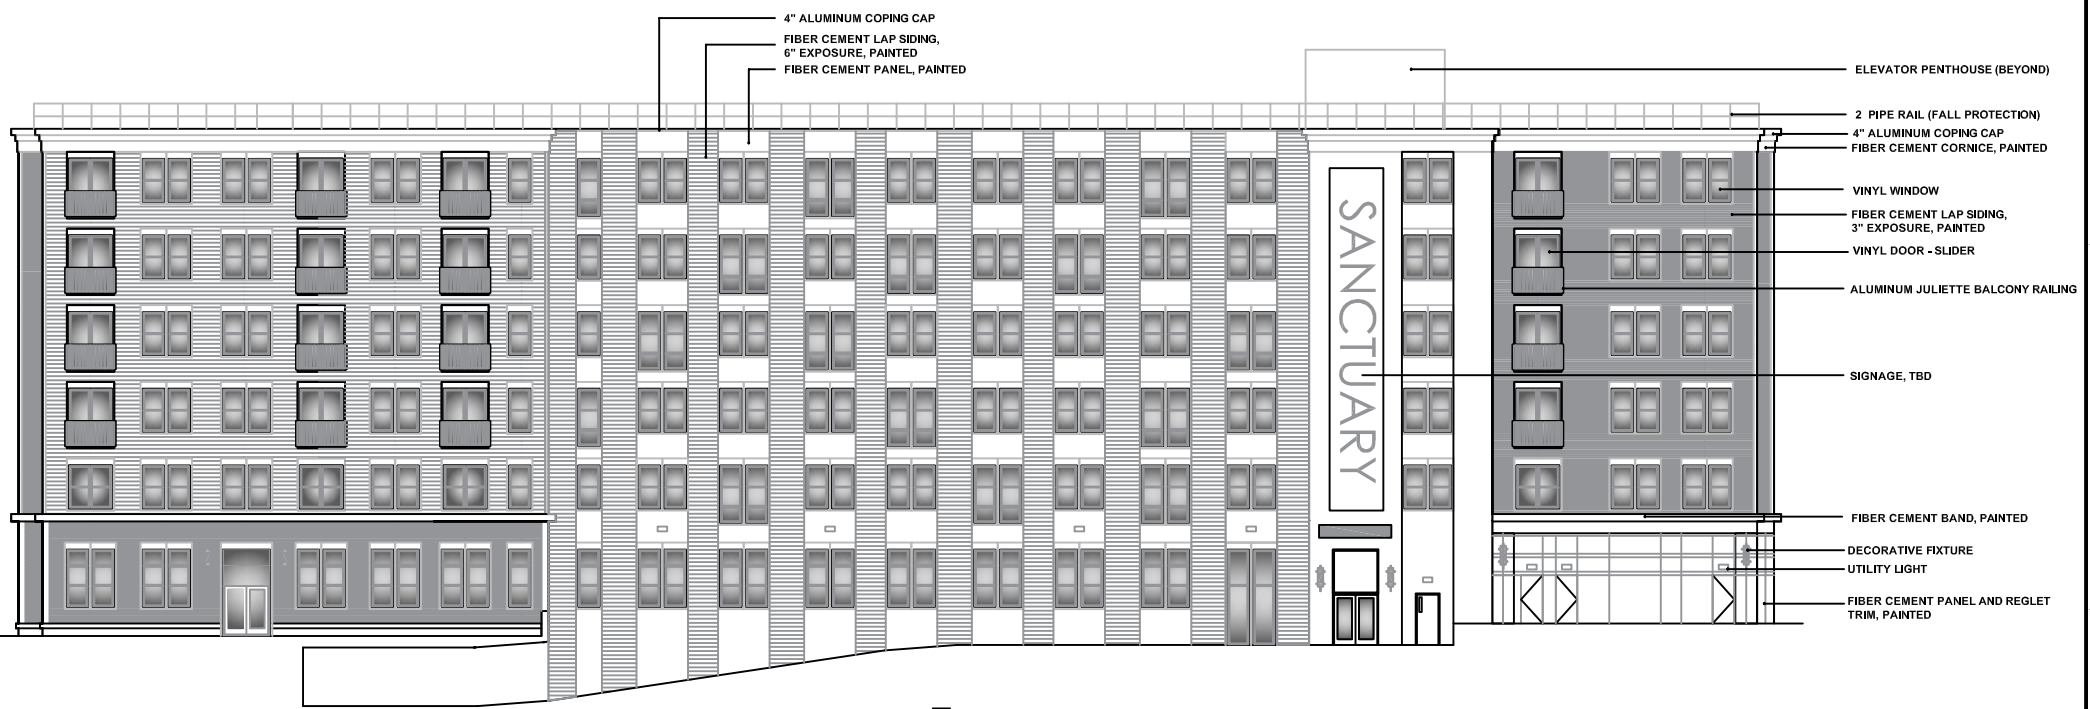 4" ALUMINUM COPING CAP
FIBER CEMENT LAP SIDING,
6" EXPOSURE, PAINTED
FIBER CEMENT PANEL, PAINTED
ELEVATOR PENTHOUSE (BEYOND)
2 PIPE RAIL (FALL PROTECTION)
4" ALUMINUM COPING CAP
FIBER CEMENT CORNICE, PAINTED
VINYL WINDOW
FIBER CEMENT LAP SIDING,
3" EXPOSURE, PAINTED
VINYL DOOR - SLIDER
ALUMINUM JULIETTE BALCONY RAILING
SIGNAGE, TBD
FIBER CEMENT BAND, PAINTED
DECORATIVE FIXTURE
UTILITY LIGHT
FIBER CEMENT PANEL AND REGLET
TRIM, PAINTED
SANCTUARY